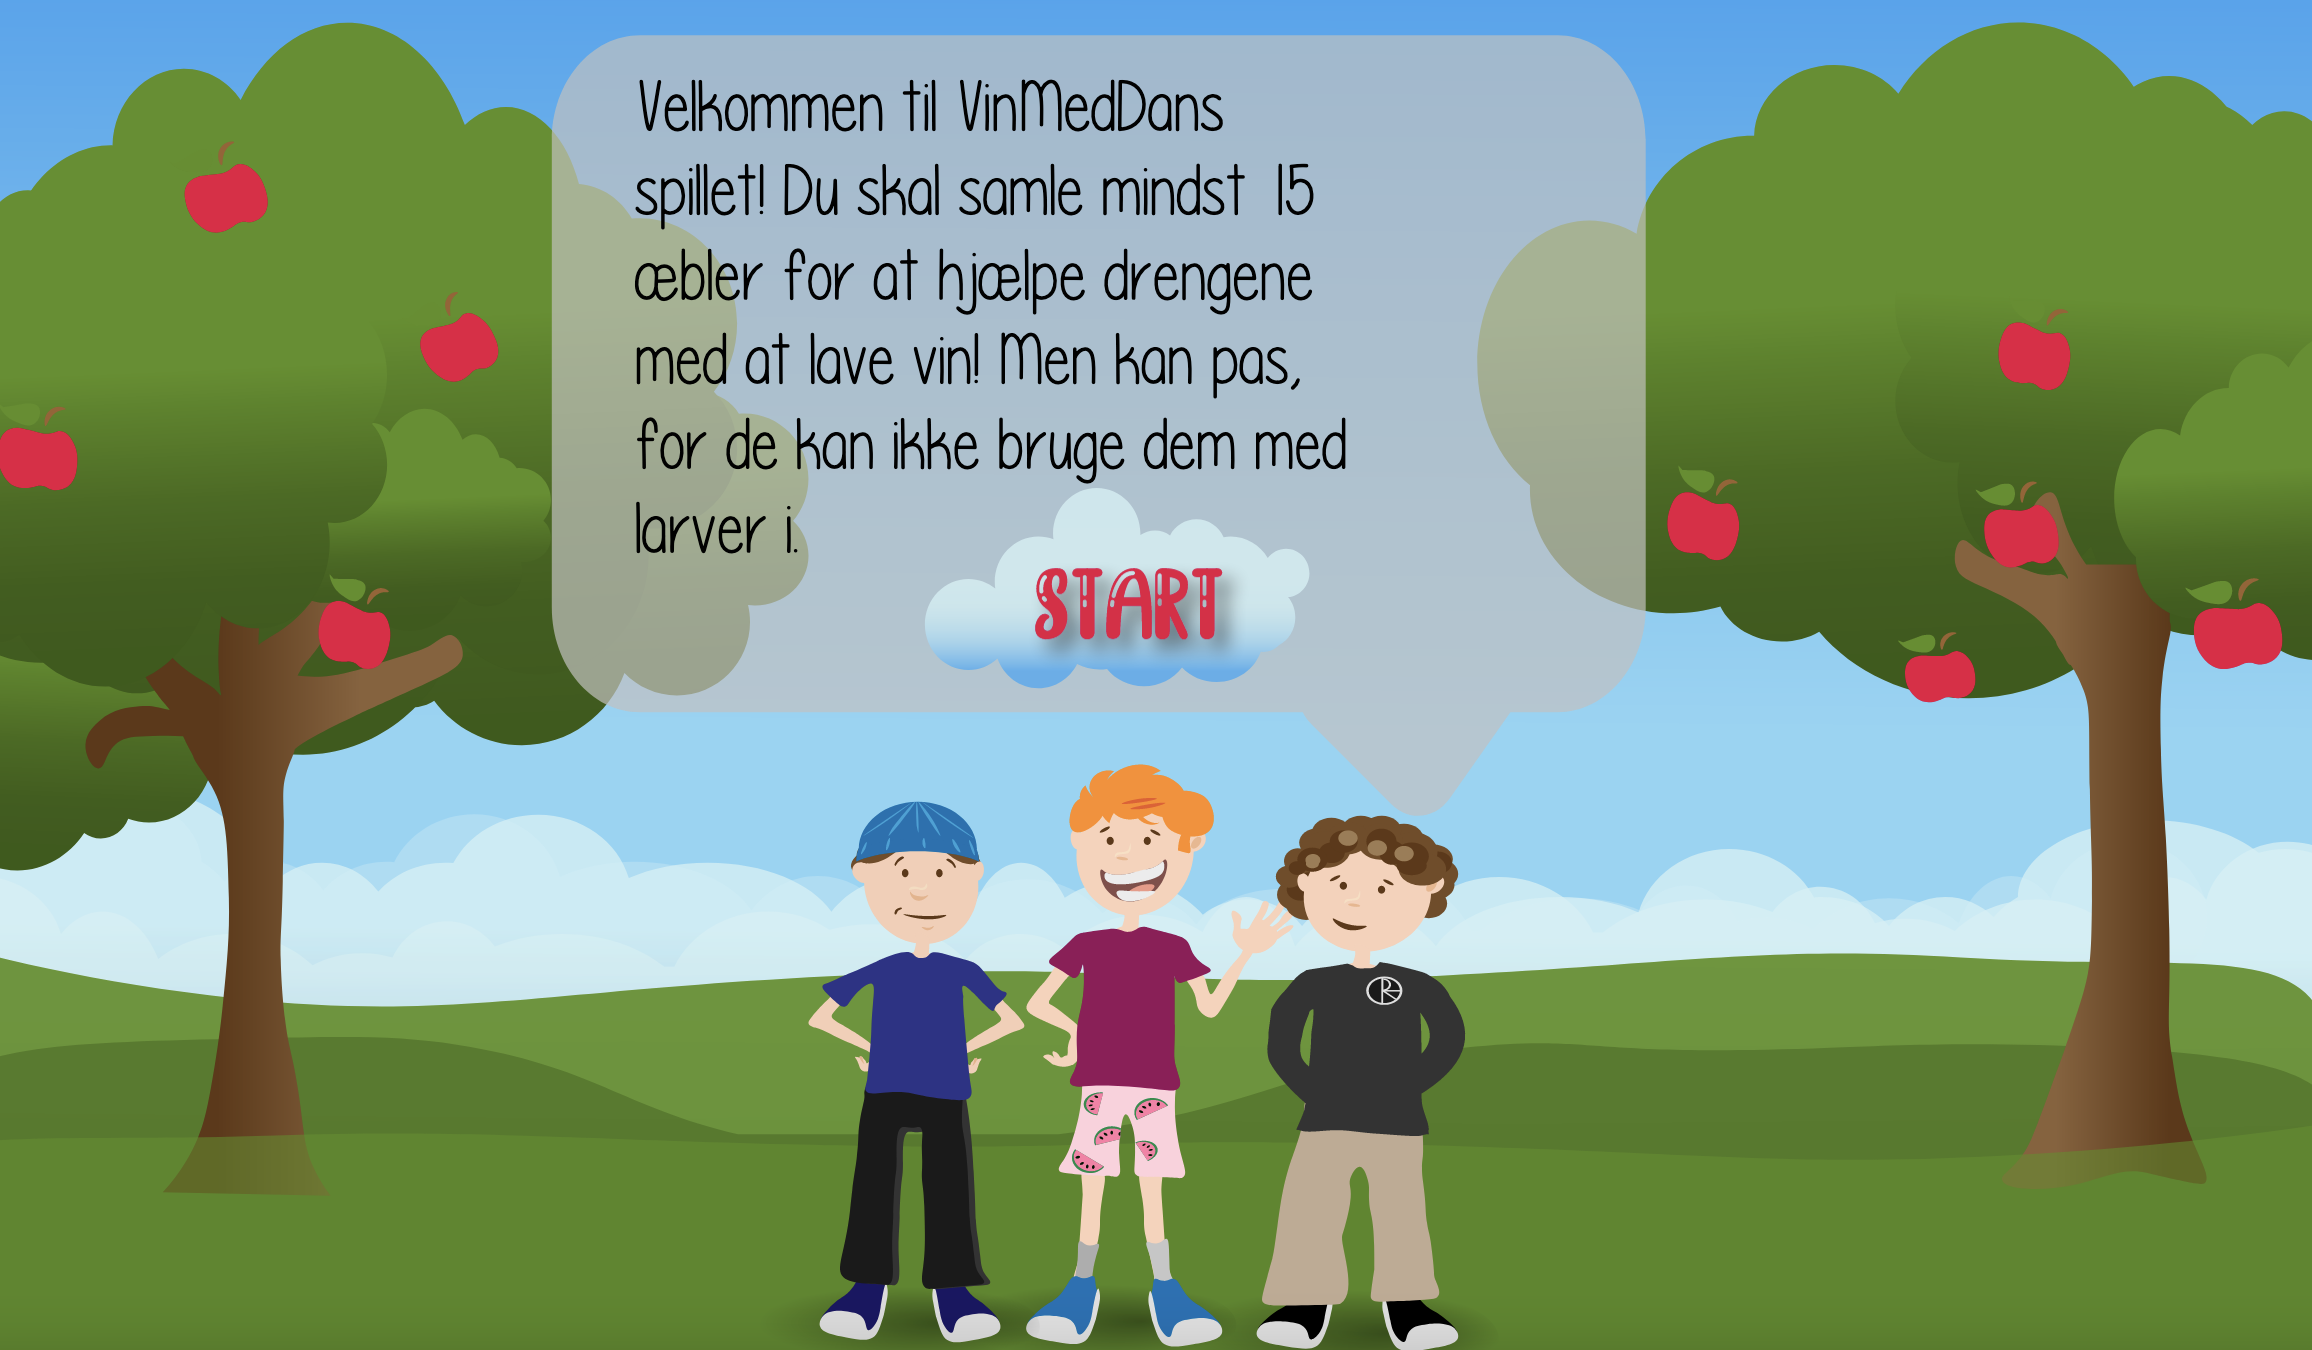 Velkommen til VinMedDans
spillet! Du skal samle mindst 15
æbler for at hjælpe drengene
med at lave vin! Men kan pas,
for de kan ikke bruge dem med
larver i.
START
R